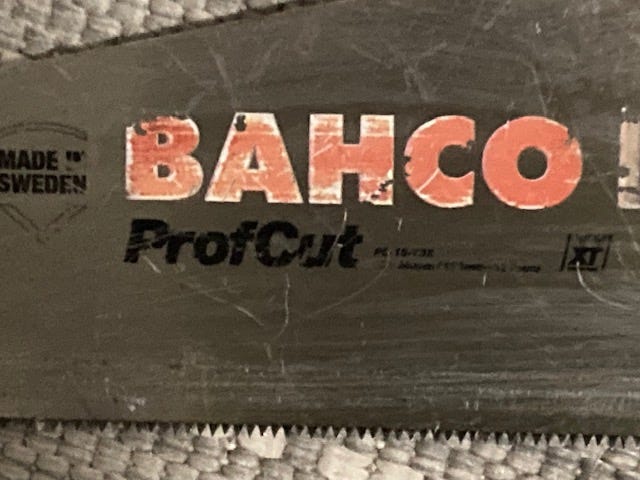 MADE IN
SWEDEN
BAHCO
ProfCut
XT